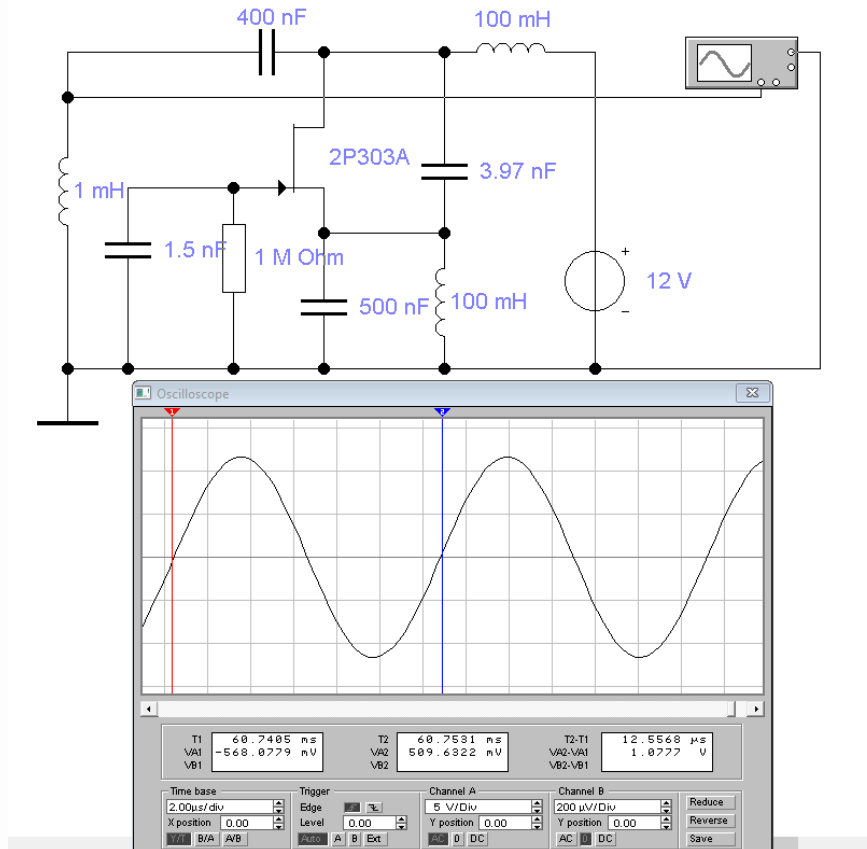 400 nF
100 mH
2P303A
3.97 nF
1 mH
1.5 nF
1 M Ohm
+
12 V
500 nF
100 mH
−
Oscilloscope
1
2
T1 60.7405 ms T2 60.7531 ms T2-T1 12.5568 µs
VA1 -568.0779 mV VA2 509.6322 mV VA2-VA1 1.0777 V
VB1 VB2 VB2-VB1
Time base Trigger Channel A Channel B
2.00µs/div Edge 5 V/Div 200 µV/Div Reduce
X position 0.00 Level 0.00 Y position 0.00 Y position 0.00 Reverse
Y/T B/A A/B Auto A B Ext AC 0 DC AC 0 DC Save